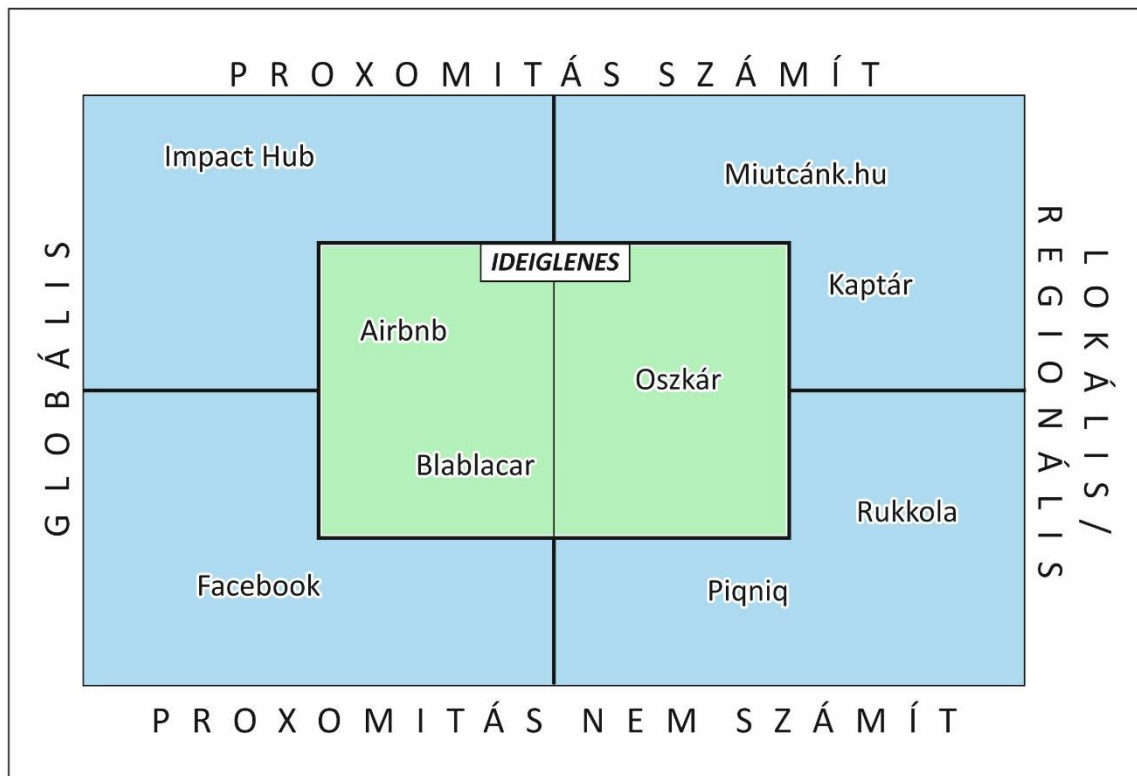 PROXOMITÁS SZÁMÍT
Impact Hub
Miutcánk.hu
GLOBÁLIS
LOKÁLIS/
REGIONÁLIS
IDEIGLENES
Kaptár
Airbnb
Oszkár
Blablacar
Rukkola
Facebook
Piqniq
PROXOMITÁS NEM SZÁMÍT